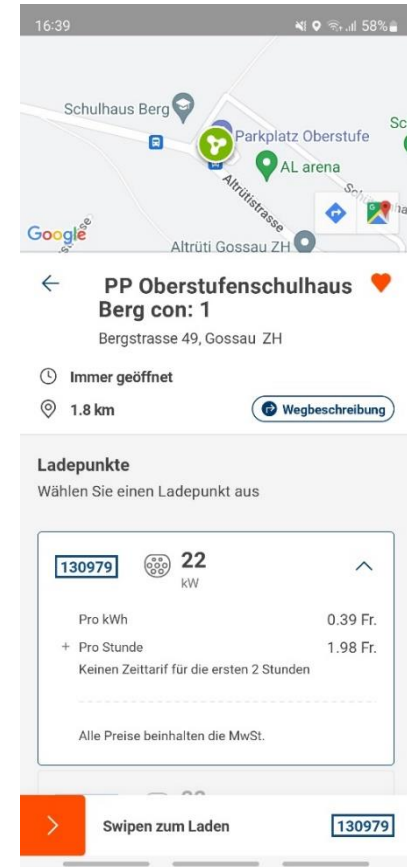 16:39
58%
Schulhaus Berg
Parkplatz Oberstufe
Sc
AL arena
Altrütistrasse
Google
Altrüti Gossau ZH
PP Oberstufenschulhaus
Berg con: 1
Bergstrasse 49, Gossau ZH
Immer geöffnet
1.8 km
Wegbeschreibung
Ladepunkte
Wählen Sie einen Ladepunkt aus
130979
22
kW
Pro kWh 0.39 Fr.
+ Pro Stunde 1.98 Fr.
Keinen Zeittarif für die ersten 2 Stunden
Alle Preise beinhalten die MwSt.
Swipen zum Laden
130979